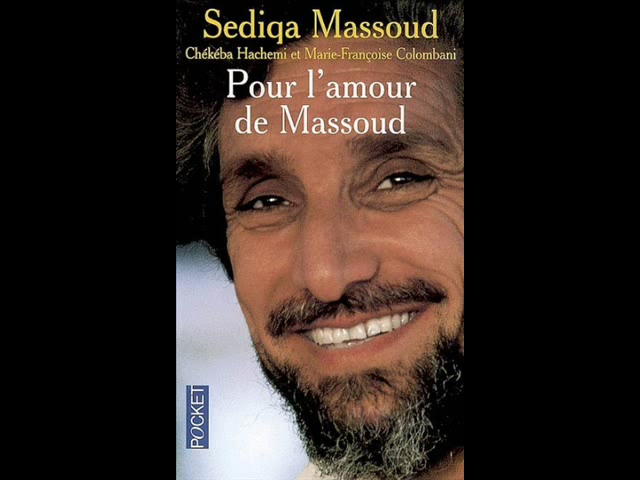 Sediqa Massoud
Chékéba Hachemi et Marie-Françoise Colombani
Pour l'amour
de Massoud
POCKET